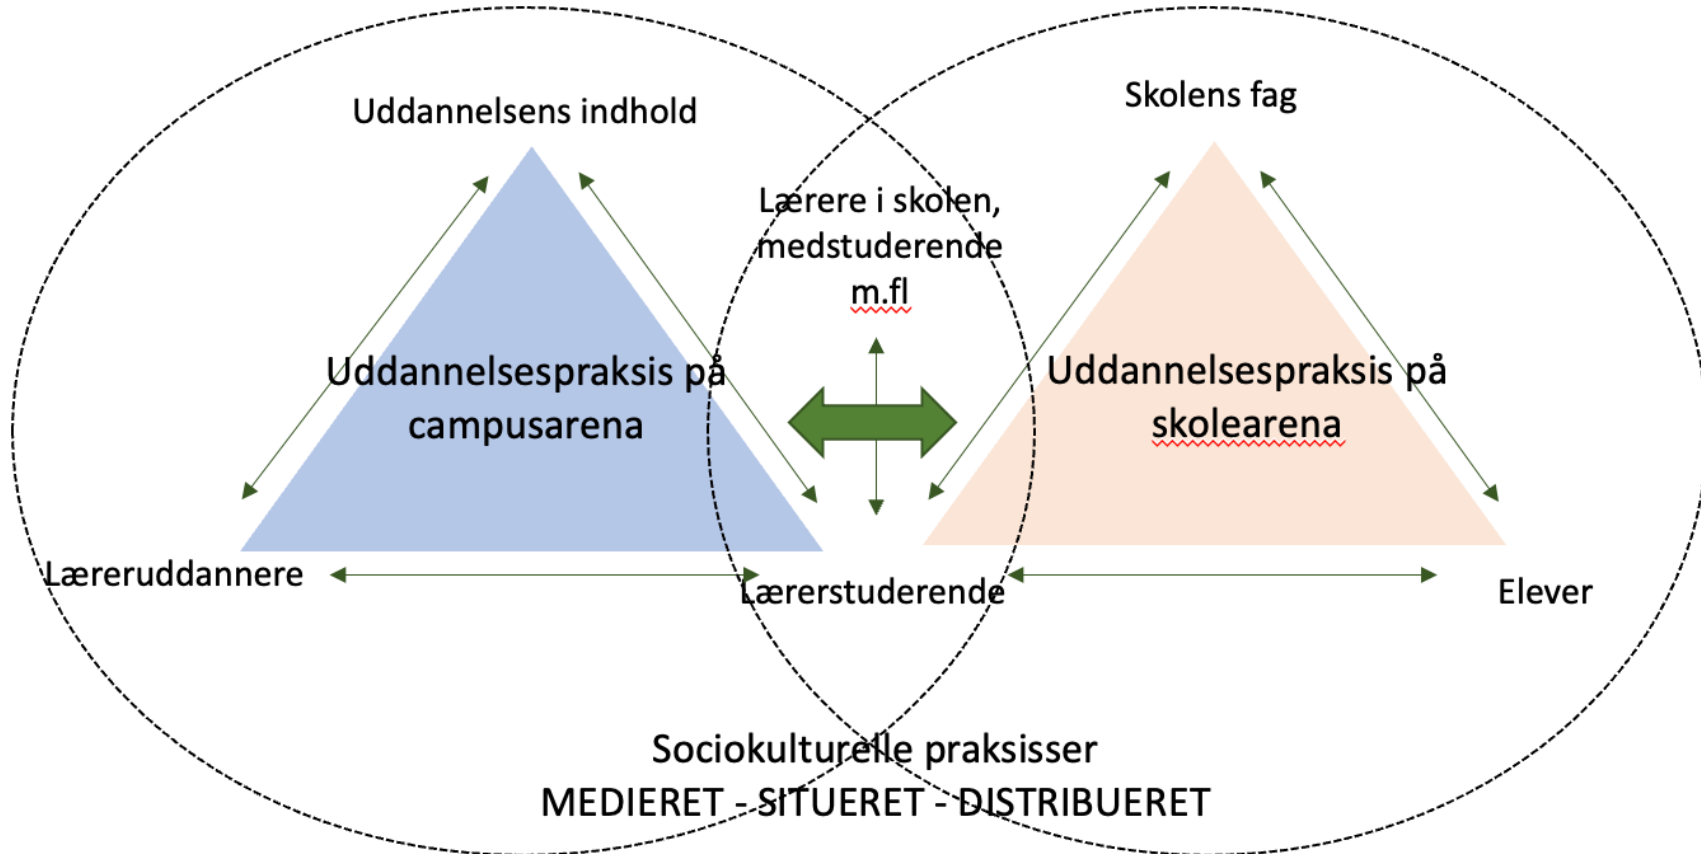 Uddannelsens indhold
Skolens fag
Lærere i skolen,
medstuderende
m.fl
Uddannelsespraksis på
campusarena
Uddannelsespraksis på
skolearena
Læreruddannere
Lærerstuderende
Elever
Sociokulturelle praksisser
MEDIERET - SITUERET - DISTRIBUERET